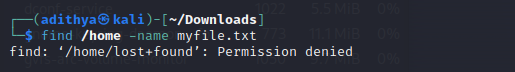 ┌──(adithya㉿kali)-[~/Downloads]
└─$ find /home -name myfile.txt
find: ‘/home/lost+found’: Permission denied